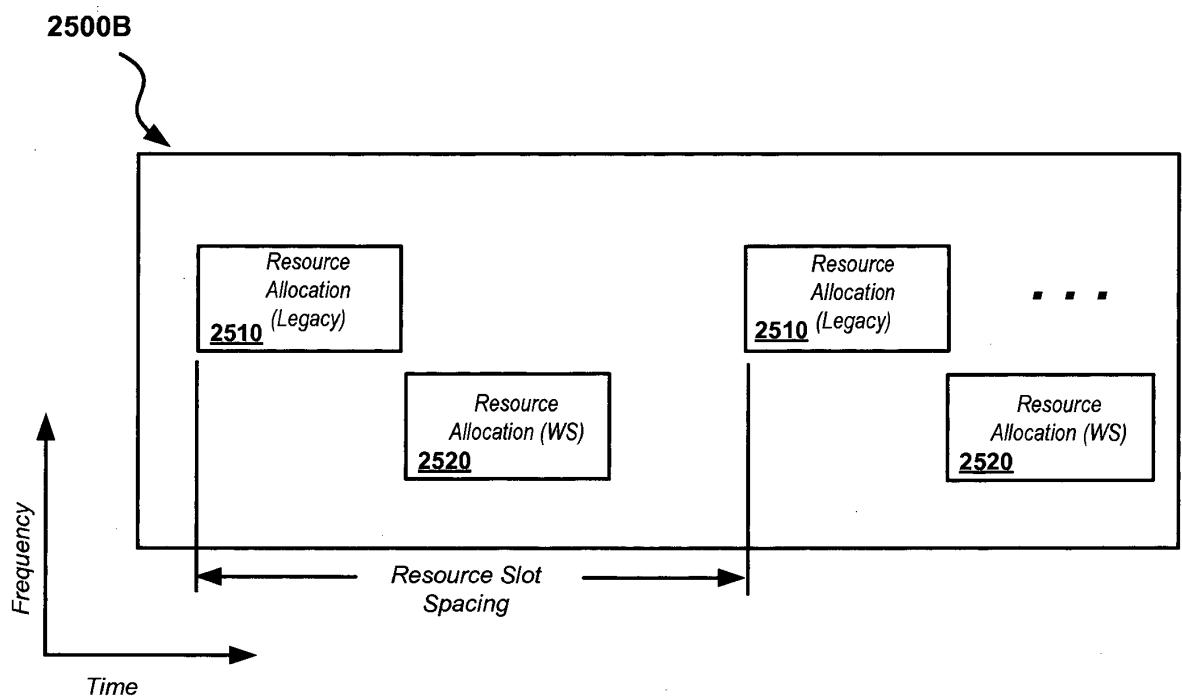 2500B
Resource
Allocation
(Legacy)
2510
Resource
Allocation
(Legacy)
2510
. . .
Resource
Allocation (WS)
2520
Resource
Allocation (WS)
2520
Frequency
Resource Slot
Spacing
Time